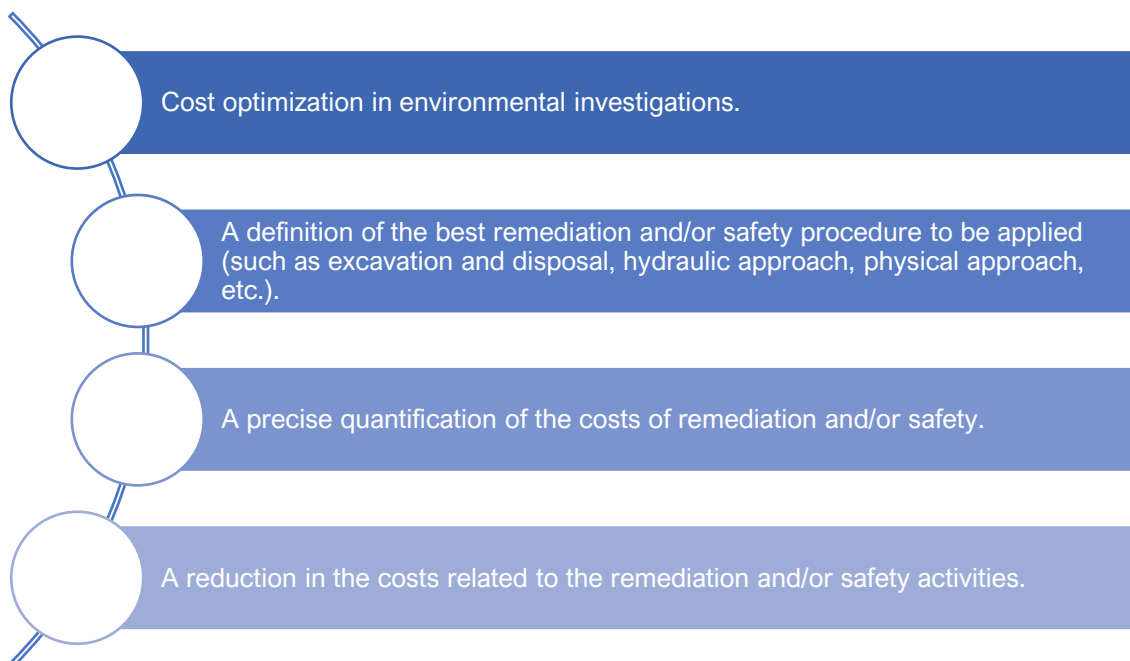 Cost optimization in environmental investigations.
A definition of the best remediation and/or safety procedure to be applied
(such as excavation and disposal, hydraulic approach, physical approach,
etc.).
A precise quantification of the costs of remediation and/or safety.
A reduction in the costs related to the remediation and/or safety activities.